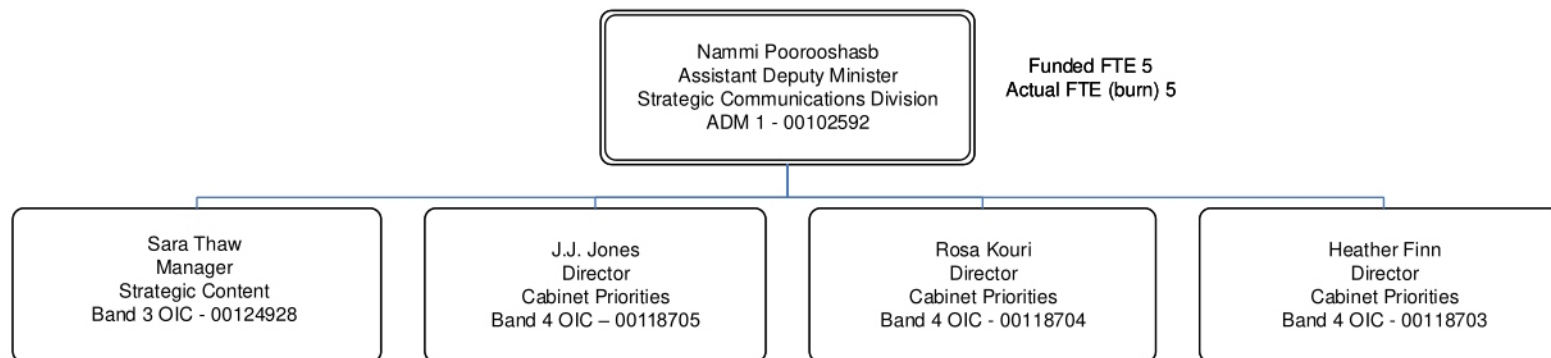 Nammi Poorooshasb
Assistant Deputy Minister
Strategic Communications Division
ADM 1 - 00102592
Funded FTE 5
Actual FTE (burn) 5
Sara Thaw
Manager
Strategic Content
Band 3 OIC - 00124928
J.J. Jones
Director
Cabinet Priorities
Band 4 OIC – 00118705
Rosa Kouri
Director
Cabinet Priorities
Band 4 OIC - 00118704
Heather Finn
Director
Cabinet Priorities
Band 4 OIC - 00118703